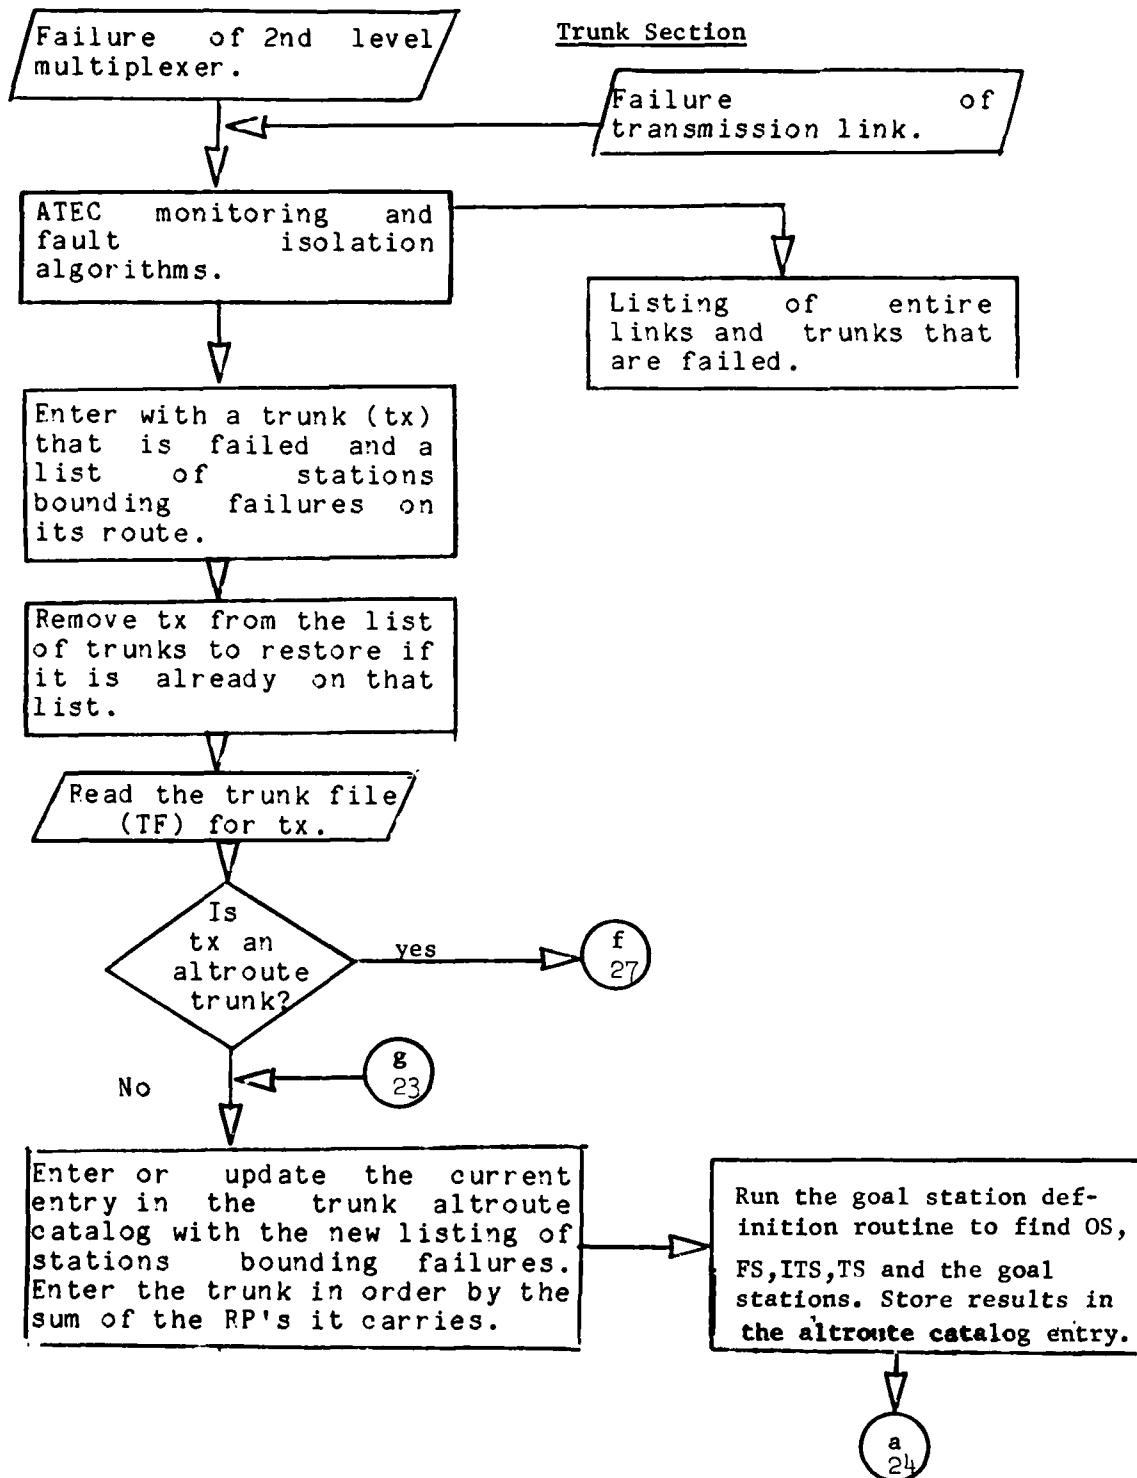 Trunk Section
Failure of 2nd level
multiplexer.
Failure of
transmission link.
ATEC monitoring and
fault isolation
algorithms.
Listing of entire
links and trunks that
are failed.
Enter with a trunk (tx)
that is failed and a
list of stations
bounding failures on
its route.
Remove tx from the list
of trunks to restore if
it is already on that
list.
Read the trunk file
(TF) for tx.
Is
tx an
altroute
trunk?
yes
f
27
No
g
23
Enter or update the current
entry in the trunk altroute
catalog with the new listing of
stations bounding failures.
Enter the trunk in order by the
sum of the RP's it carries.
Run the goal station def-
inition routine to find OS,
FS,ITS,TS and the goal
stations. Store results in
the altroute catalog entry.
a
24